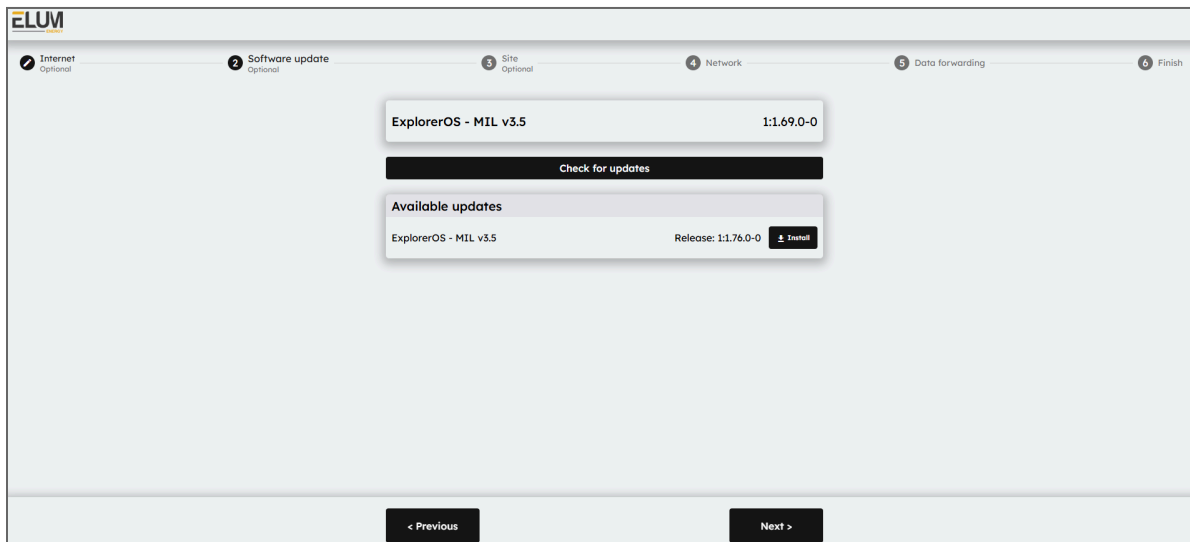 ELUM
ENERGY
Internet
Optional
2 Software update
Optional
3 Site
Optional
4 Network
5 Data forwarding
6 Finish
ExplorerOS - MIL v3.5 1:1.69.0-0
Check for updates
Available updates
ExplorerOS - MIL v3.5 Release: 1:1.76.0-0 Install
< Previous Next >